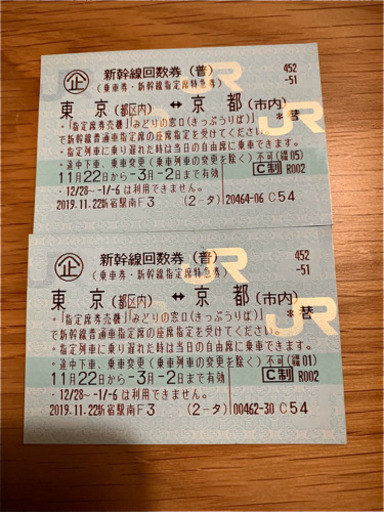 企 新幹線回数券（普） 452
（乗車券・新幹線指定席特急券） -51
東京（都区内） ↔ 京都（市内）
・「指定席券売機」「みどりの窓口（きっぷうりば）」 *替
で新幹線普通車指定席の座席指定を受けてください。
・指定列車に乗り遅れた時は当日の自由席に乗車できます。
・途中下車、乗車変更（乗車列車の変更を除く）不可（繻05）
11月22日から-3月-2日まで有効 C制 R002
・12/28〜-1/-6は利用できません。
2019.11.22新宿駅南F3 （2-タ） 20464-06 C54
企 新幹線回数券（普） 452
（乗車券・新幹線指定席特急券） -51
東京（都区内） ↔ 京都（市内）
・「指定席券売機」「みどりの窓口（きっぷうりば）」 *替
で新幹線普通車指定席の座席指定を受けてください。
・指定列車に乗り遅れた時は当日の自由席に乗車できます。
・途中下車、乗車変更（乗車列車の変更を除く）不可（繻01）
11月22日から-3月-2日まで有効 C制 R002
・12/28〜-1/-6は利用できません。
2019.11.22新宿駅南F3 （2-タ） 00462-30 C54